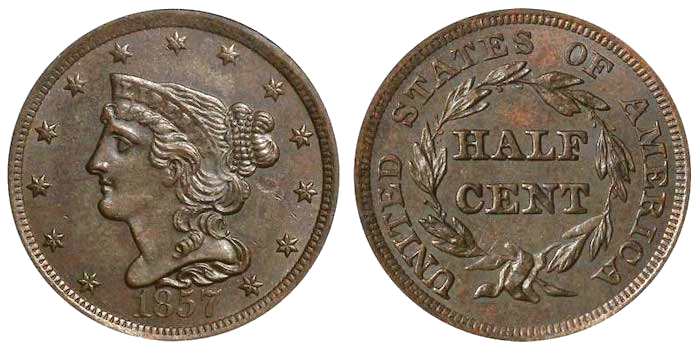 1857
UNITED STATES OF AMERICA
HALF
CENT